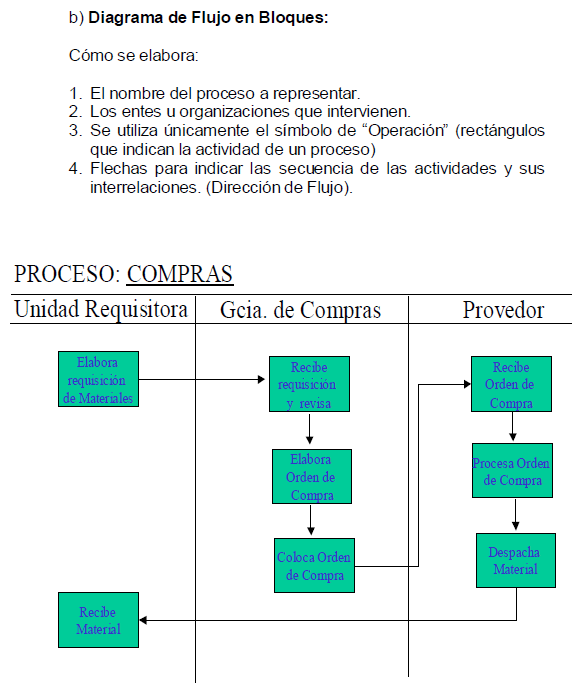 b) Diagrama de Flujo en Bloques:
Cómo se elabora:
1. El nombre del proceso a representar.
2. Los entes u organizaciones que intervienen.
3. Se utiliza únicamente el símbolo de “Operación” (rectángulos
que indican la actividad de un proceso)
4. Flechas para indicar las secuencia de las actividades y sus
interrelaciones. (Dirección de Flujo).
PROCESO: COMPRAS
Unidad Requisitora
Gcia. de Compras
Provedor
Elabora
requisición
de Materiales
Recibe
requisición
y revisa
Elabora
Orden de
Compra
Coloca Orden
de Compra
Recibe
Orden de
Compra
Procesa Orden
de Compra
Despacha
Material
Recibe
Material